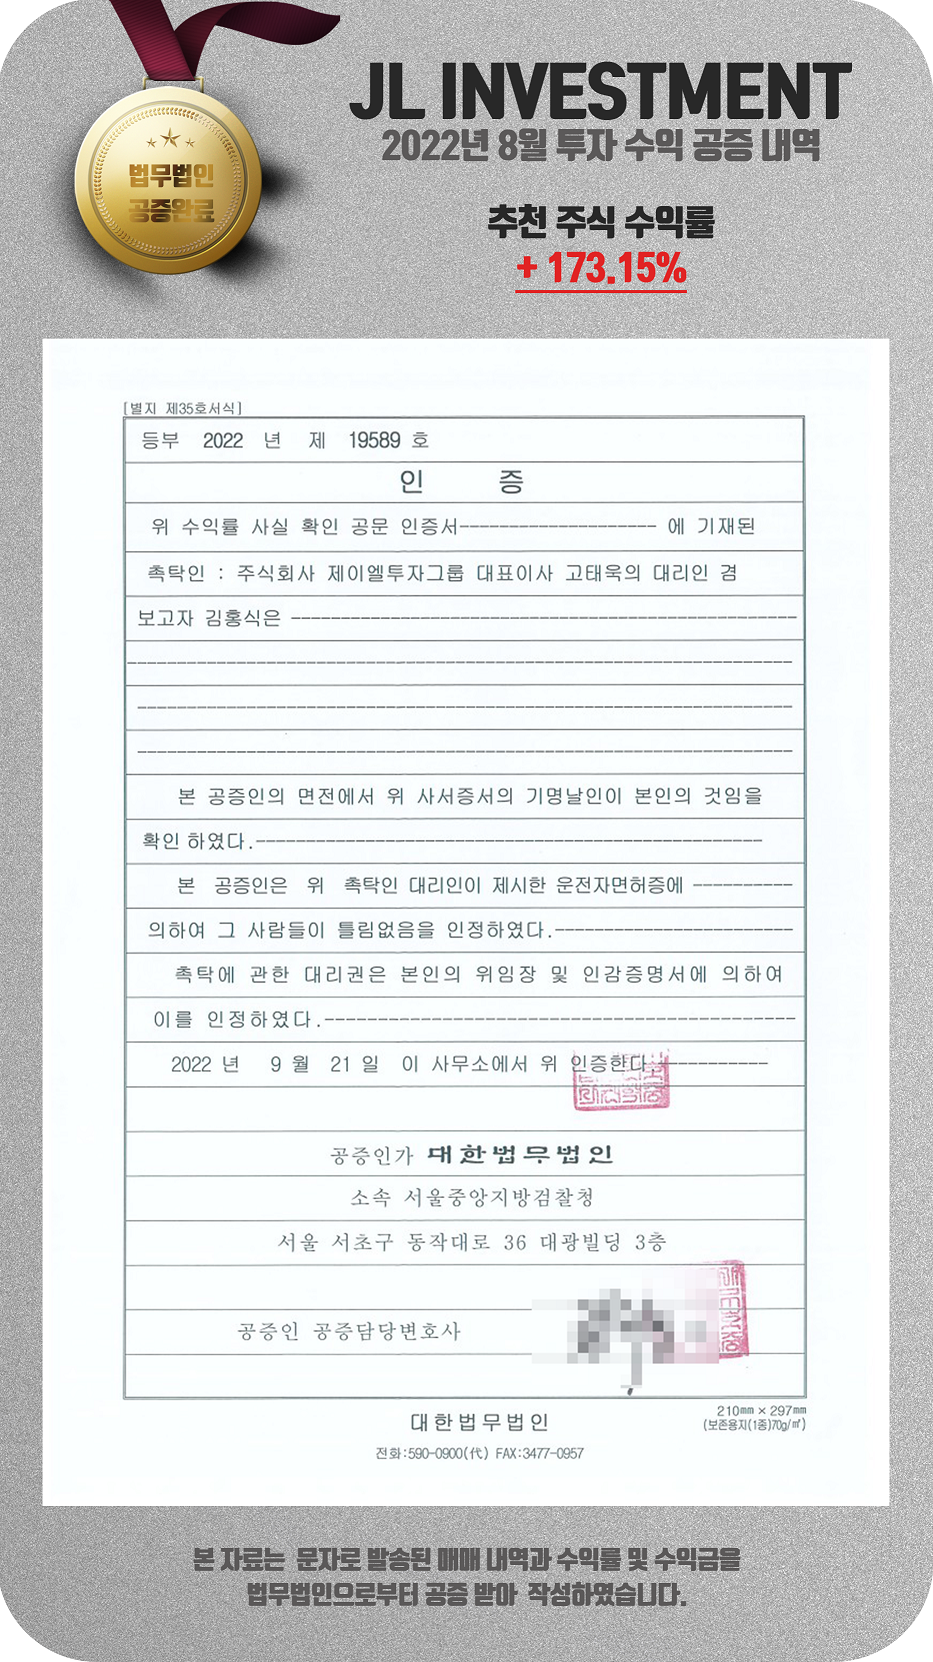 법무법인
공증완료
JL INVESTMENT
2022년 8월 투자 수익 공증 내역
추천 주식 수익률
+ 173.15%
[별지 제35호서식]
등부 2022 년 제 19589 호
인 증
위 수익률 사실 확인 공문 인증서-------------------- 에 기재된
촉탁인 : 주식회사 제이엘투자그룹 대표이사 고태욱의 대리인 겸
보고자 김홍식은 ---------------------------------------------------
본 공증인의 면전에서 위 사서증서의 기명날인이 본인의 것임을
확인 하였다.---------------------------------------------------
본 공증인은 위 촉탁인 대리인이 제시한 운전자면허증에 ----------
의하여 그 사람들이 틀림없음을 인정하였다.------------------------
촉탁에 관한 대리권은 본인의 위임장 및 인감증명서에 의하여
이를 인정하였다.-----------------------------------------------
2022 년 9 월 21 일 이 사무소에서 위 인증한다.------------
공증인가 대한법무법인
소속 서울중앙지방검찰청
서울 서초구 동작대로 36 대광빌딩 3층
공증인 공증담당변호사
대한법무법인
210㎜ × 297㎜
(보존용지(1종)70g/㎡)
전화:590-0900(代) FAX:3477-0957
본 자료는 문자로 발송된 매매 내역과 수익률 및 수익금을
법무법인으로부터 공증 받아 작성하였습니다.